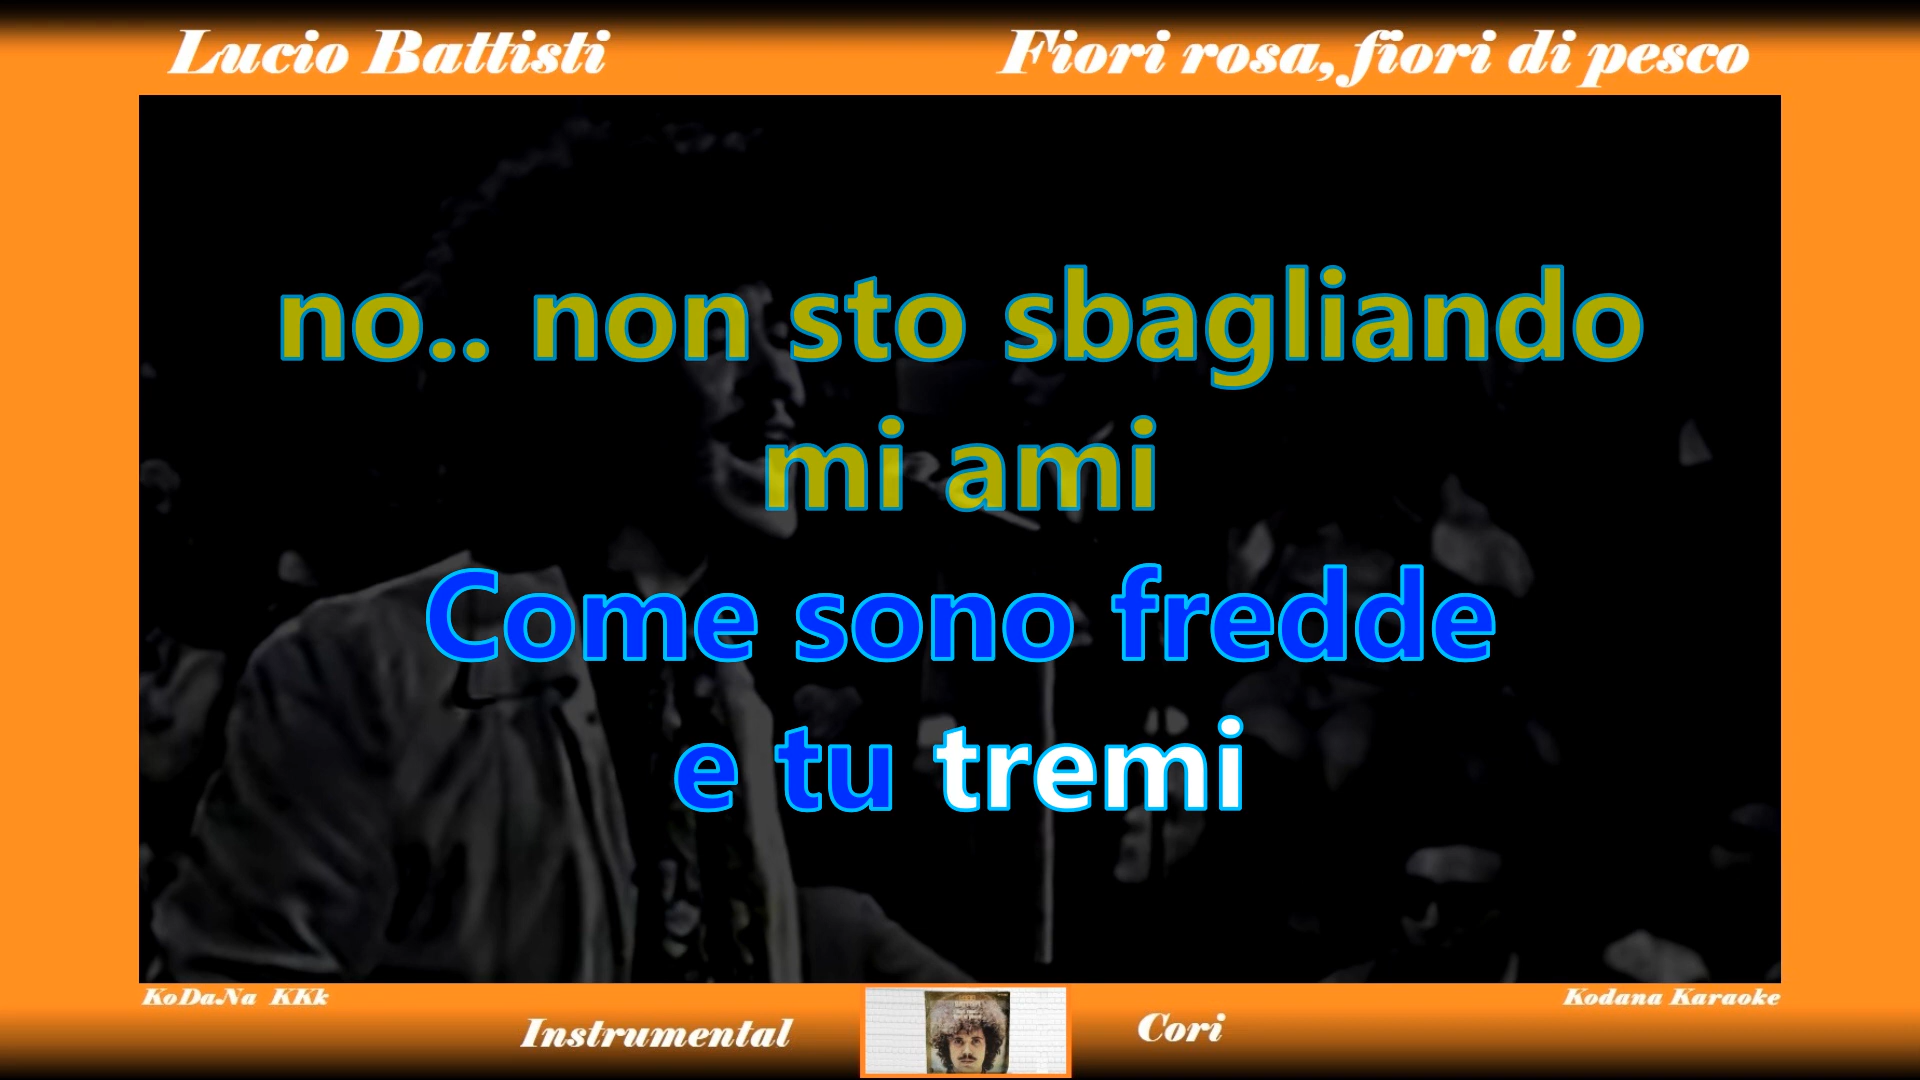 Lucio Battisti
Fiori rosa, fiori di pesco
no.. non sto sbagliando
mi ami
Come sono fredde
e tu tremi
KoDaNa KKk
Kodana Karaoke
Instrumental
Cori